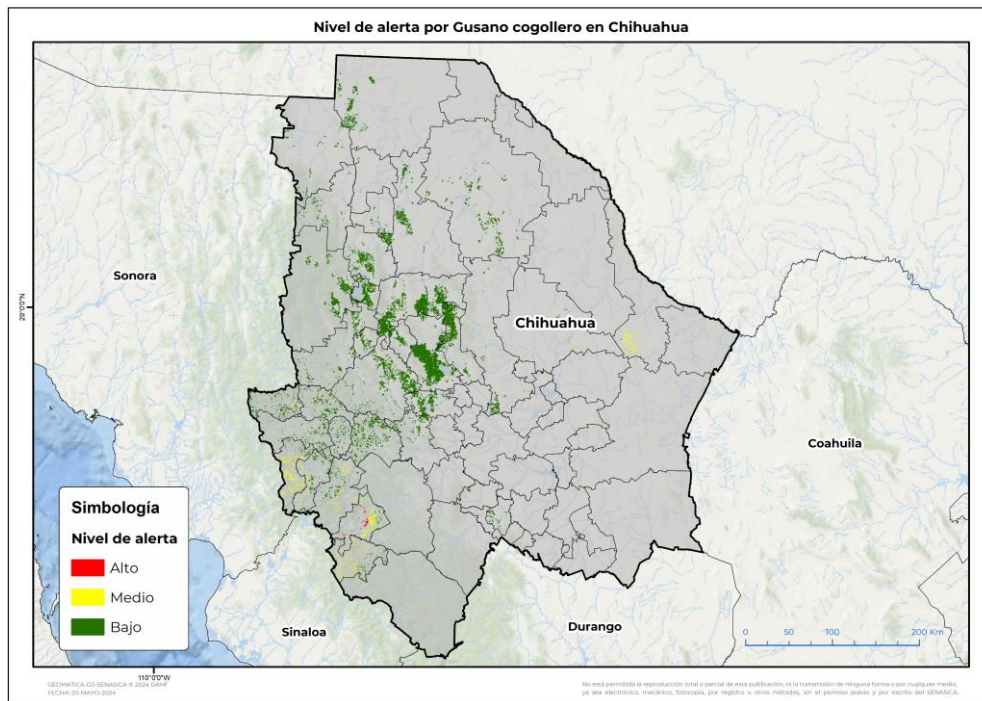 Nivel de alerta por Gusano cogollero en Chihuahua
Sonora
29°0'0"N
Chihuahua
Coahuila
Simbología
Nivel de alerta
Alto
Medio
Bajo
Sinaloa
Durango
0 50 100 200 Km
110°0'0"W
GEOMATICA-CG-SENASICA ® 2024 DAHF
FECHA: 20-MAYO-2024
No está permitida la reproducción total o parcial de esta publicación, ni la transmisión de ninguna forma o por cualquier medio,
ya sea electrónico, mecánico, fotocopia, por registro u otros métodos, sin el permiso previo y por escrito del SENASICA.